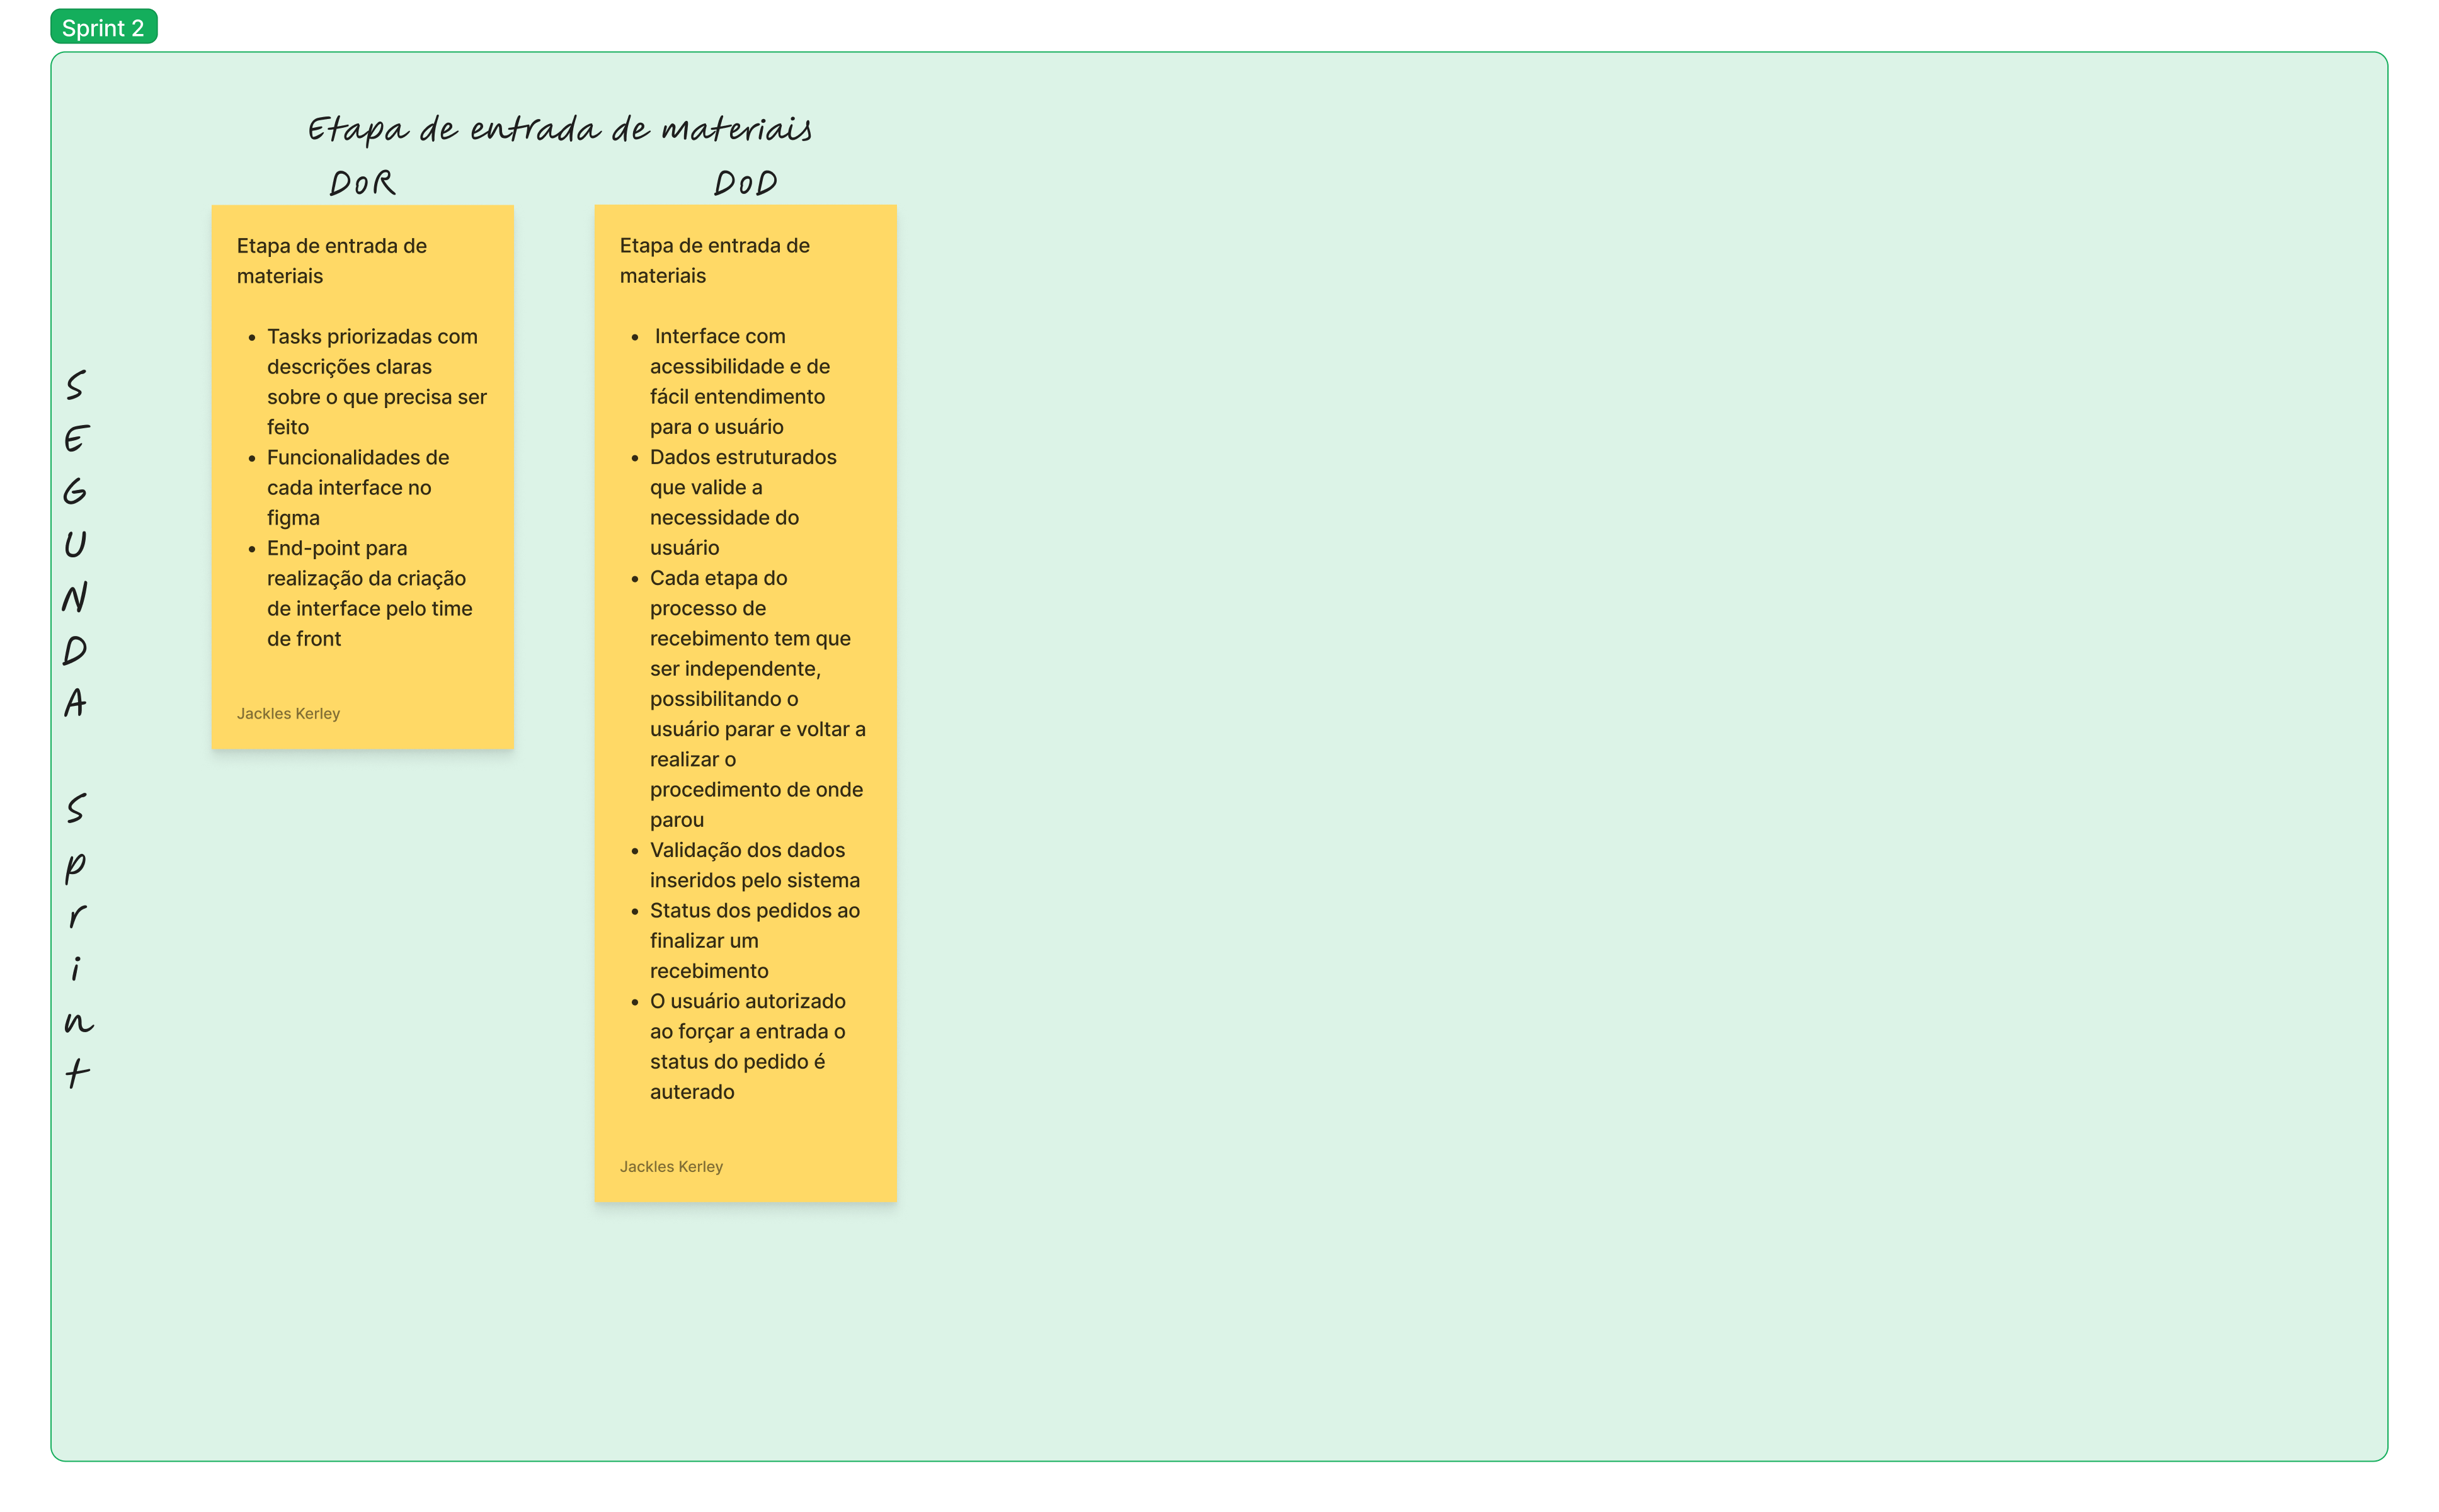 Sprint 2
Etapa de entrada de materiais
DoR
DoD
Etapa de entrada de
materiais
• Tasks priorizadas com
descrições claras
sobre o que precisa ser
feito
• Funcionalidades de
cada interface no
figma
• End-point para
realização da criação
de interface pelo time
de front
Jackles Kerley
Etapa de entrada de
materiais
• Interface com
acessibilidade e de
fácil entendimento
para o usuário
• Dados estruturados
que valide a
necessidade do
usuário
• Cada etapa do
processo de
recebimento tem que
ser independente,
possibilitando o
usuário parar e voltar a
realizar o
procedimento de onde
parou
• Validação dos dados
inseridos pelo sistema
• Status dos pedidos ao
finalizar um
recebimento
• O usuário autorizado
ao forçar a entrada o
status do pedido é
auterado
Jackles Kerley
S
E
G
U
N
D
A
S
p
r
i
n
t